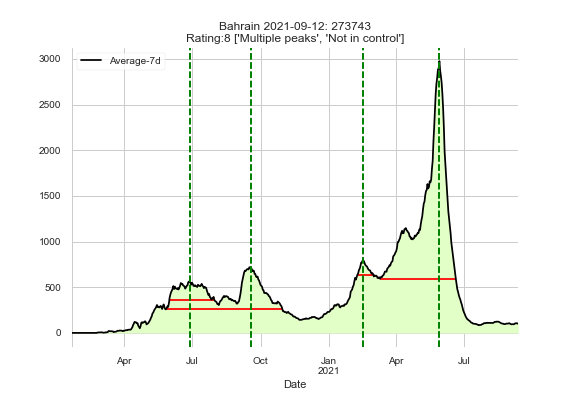 Bahrain 2021-09-12: 273743
Rating:8 ['Multiple peaks', 'Not in control']
Average-7d
3000
2500
2000
1500
1000
500
0
Apr
Jul
Oct
Jan
2021
Apr
Jul
Date